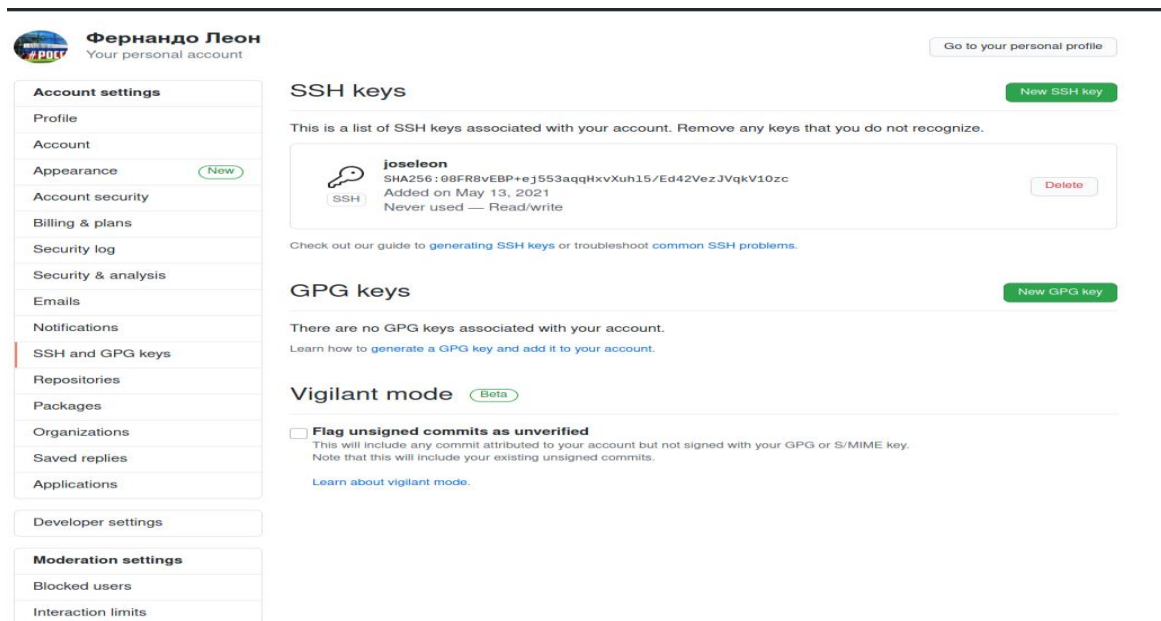 Фернандо Леон
Your personal account
Go to your personal profile
Account settings
Profile
Account
Appearance New
Account security
Billing & plans
Security log
Security & analysis
Emails
Notifications
SSH and GPG keys
Repositories
Packages
Organizations
Saved replies
Applications
Developer settings
Moderation settings
Blocked users
Interaction limits
SSH keys
New SSH key
This is a list of SSH keys associated with your account. Remove any keys that you do not recognize.
joseleon
SHA256:08FR8vEBP+ej553aqqHxvXuhl5/Ed42VezJVqkV1Ozc
SSH
Added on May 13, 2021
Never used — Read/write
Delete
Check out our guide to generating SSH keys or troubleshoot common SSH problems.
GPG keys
New GPG key
There are no GPG keys associated with your account.
Learn how to generate a GPG key and add it to your account.
Vigilant mode Beta
Flag unsigned commits as unverified
This will include any commit attributed to your account but not signed with your GPG or S/MIME key.
Note that this will include your existing unsigned commits.
Learn about vigilant mode.